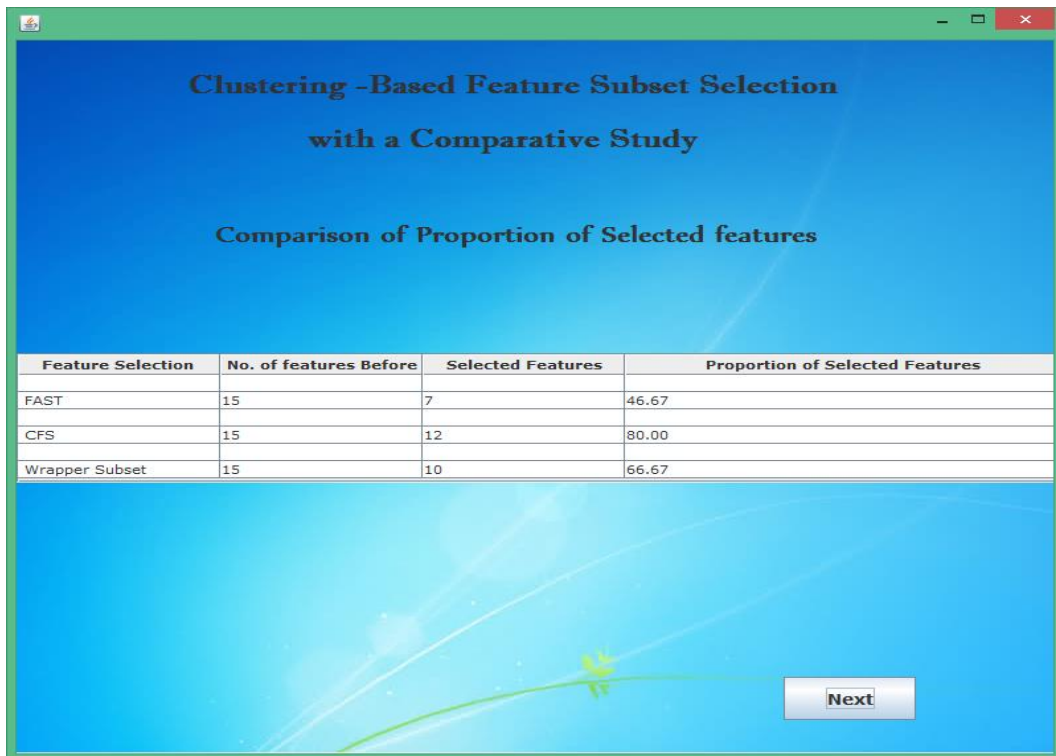 Clustering -Based Feature Subset Selection
with a Comparative Study
Comparison of Proportion of Selected features
Feature Selection No. of features Before Selected Features Proportion of Selected Features
FAST 15 7 46.67
CFS 15 12 80.00
Wrapper Subset 15 10 66.67
Next